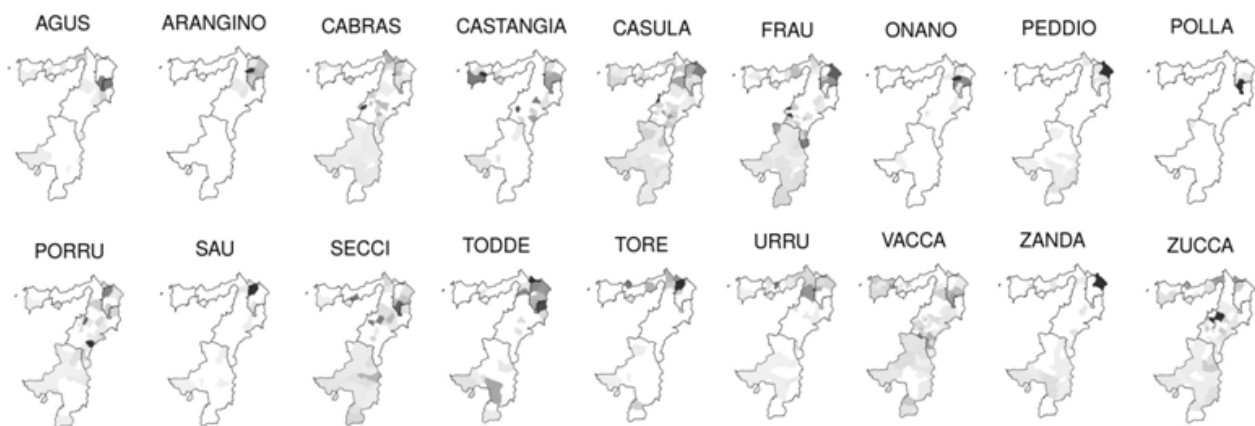 AGUS ARANGINO CABRAS CASTANGIA CASULA FRAU ONANO PEDDIO POLLA
PORRU SAU SECCI TODDE TORE URRU VACCA ZANDA ZUCCA